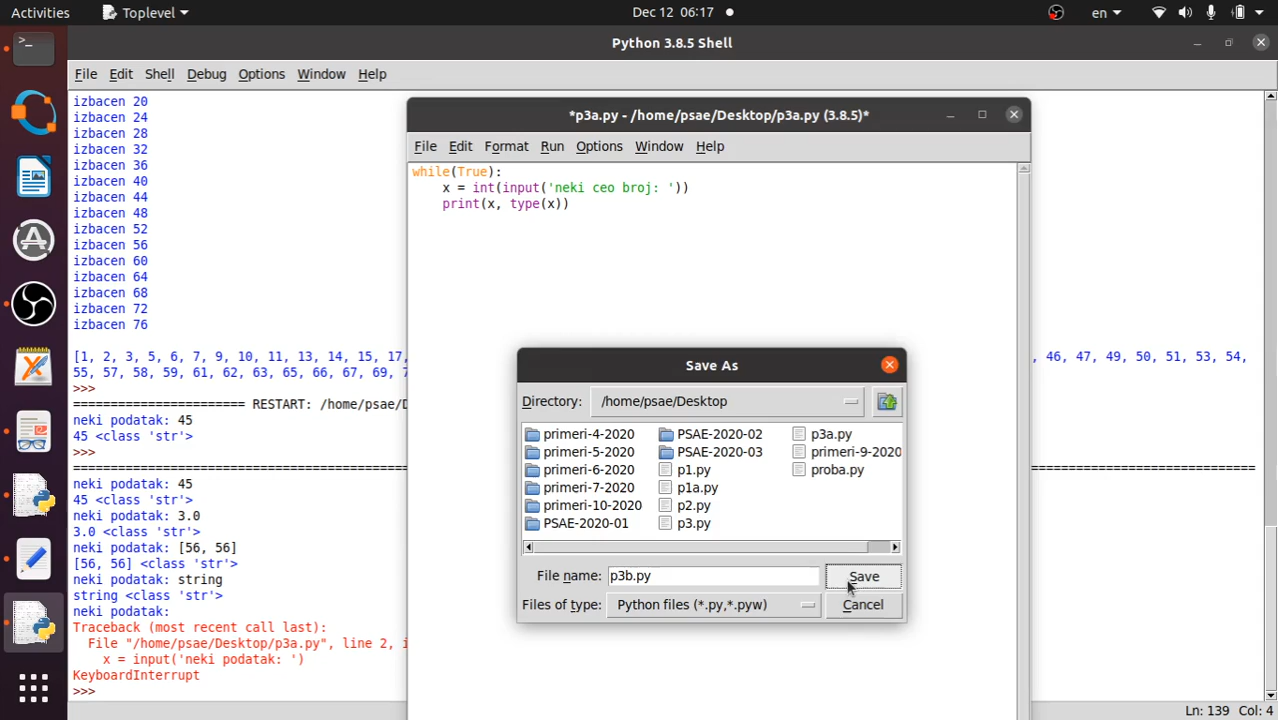 Activities
Toplevel
Dec 12 06:17
en
Python 3.8.5 Shell
File Edit Shell Debug Options Window Help
izbacen 20
izbacen 24
izbacen 28
izbacen 32
izbacen 36
izbacen 40
izbacen 44
izbacen 48
izbacen 52
izbacen 56
izbacen 60
izbacen 64
izbacen 68
izbacen 72
izbacen 76
[1, 2, 3, 5, 6, 7, 9, 10, 11, 13, 14, 15, 17,
46, 47, 49, 50, 51, 53, 54,
55, 57, 58, 59, 61, 62, 63, 65, 66, 67, 69, 7
>>>
======================= RESTART: /home/psae/D
neki podatak: 45
45 <class 'str'>
>>>
neki podatak: 45
45 <class 'str'>
neki podatak: 3.0
3.0 <class 'str'>
neki podatak: [56, 56]
[56, 56] <class 'str'>
neki podatak: string
string <class 'str'>
neki podatak:
Traceback (most recent call last):
File "/home/psae/Desktop/p3a.py", line 2, i
x = input('neki podatak: ')
KeyboardInterrupt
>>>
*p3a.py - /home/psae/Desktop/p3a.py (3.8.5)*
File Edit Format Run Options Window Help
while(True):
x = int(input('neki ceo broj: '))
print(x, type(x))
Save As
Directory: /home/psae/Desktop
primeri-4-2020
primeri-5-2020
primeri-6-2020
primeri-7-2020
primeri-10-2020
PSAE-2020-01
PSAE-2020-02
PSAE-2020-03
p1.py
p1a.py
p2.py
p3.py
p3a.py
primeri-9-2020
proba.py
File name: p3b.py
Save
Files of type: Python files (*.py,*.pyw)
Cancel
Ln: 139 Col: 4